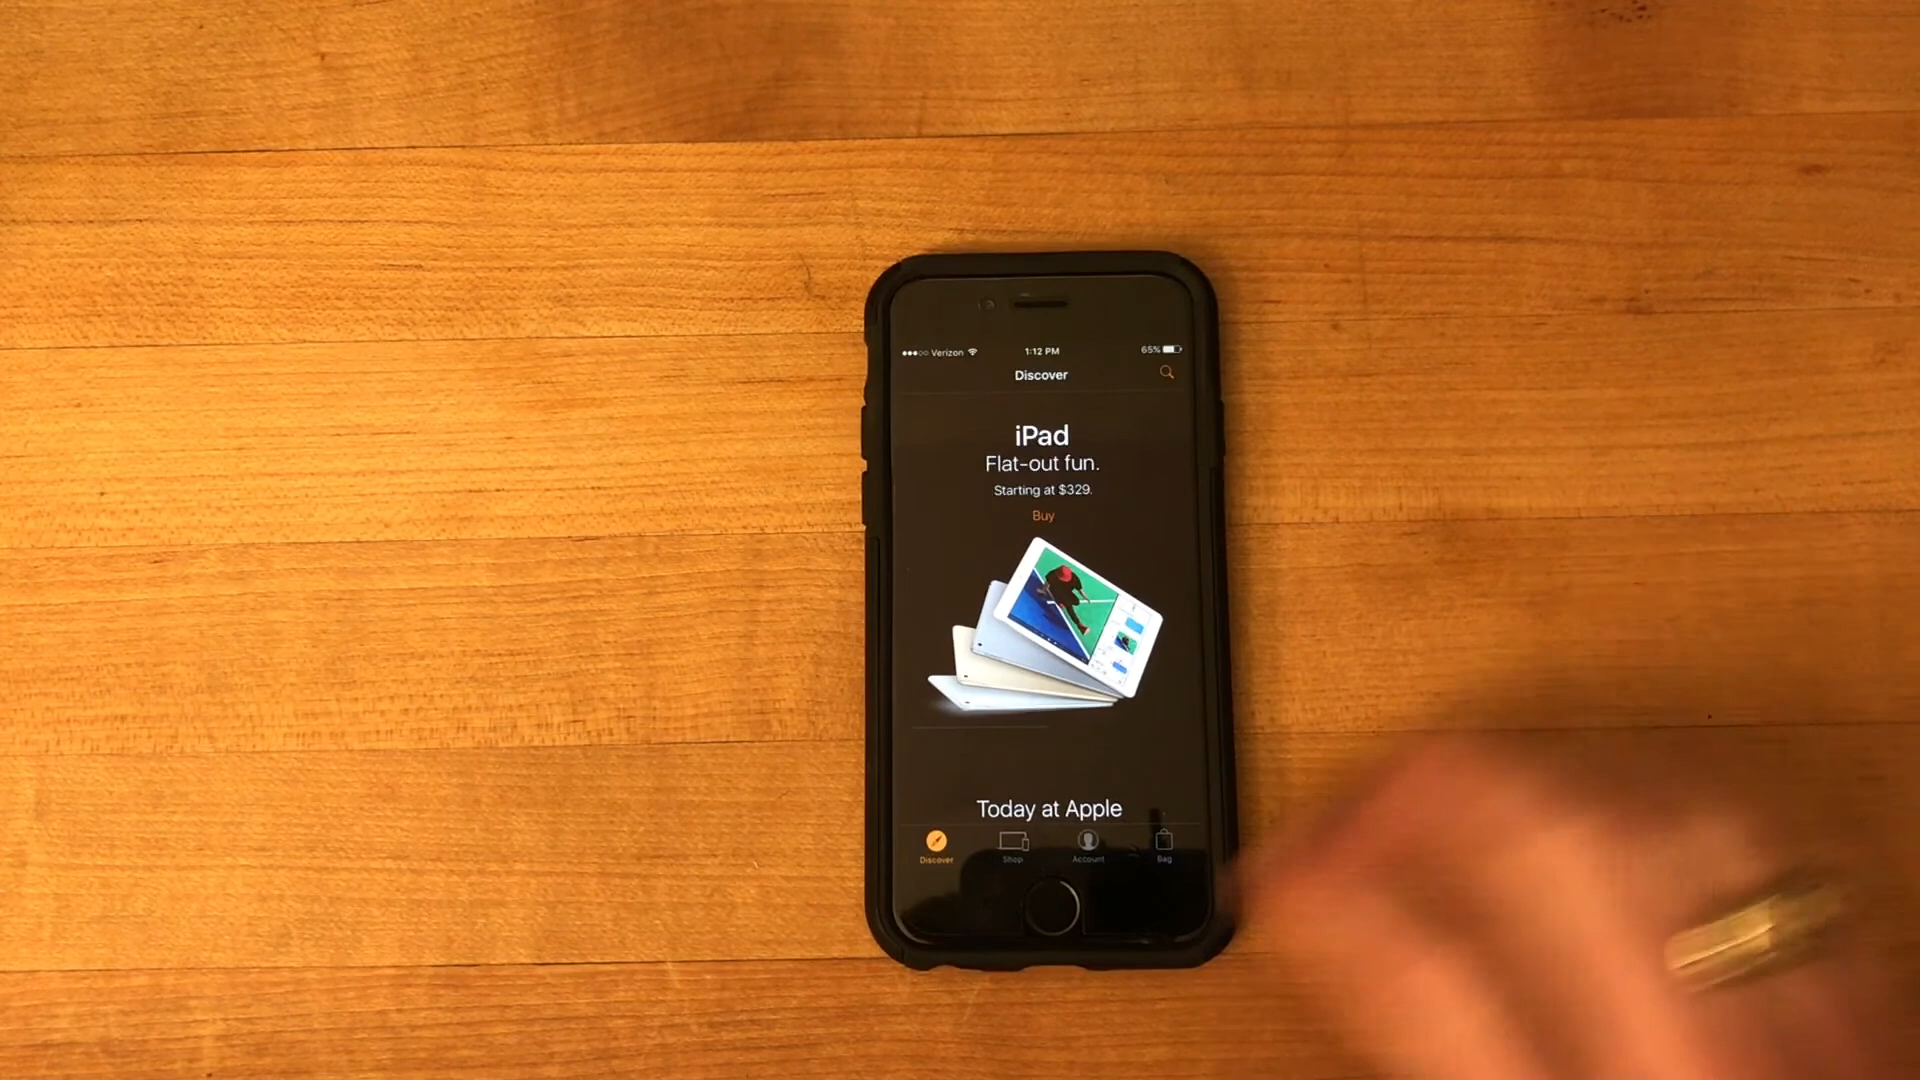 Verizon 1:12 PM 65%
Discover
iPad
Flat-out fun.
Starting at $329.
Buy
Today at Apple
Discover Shop Account Bag